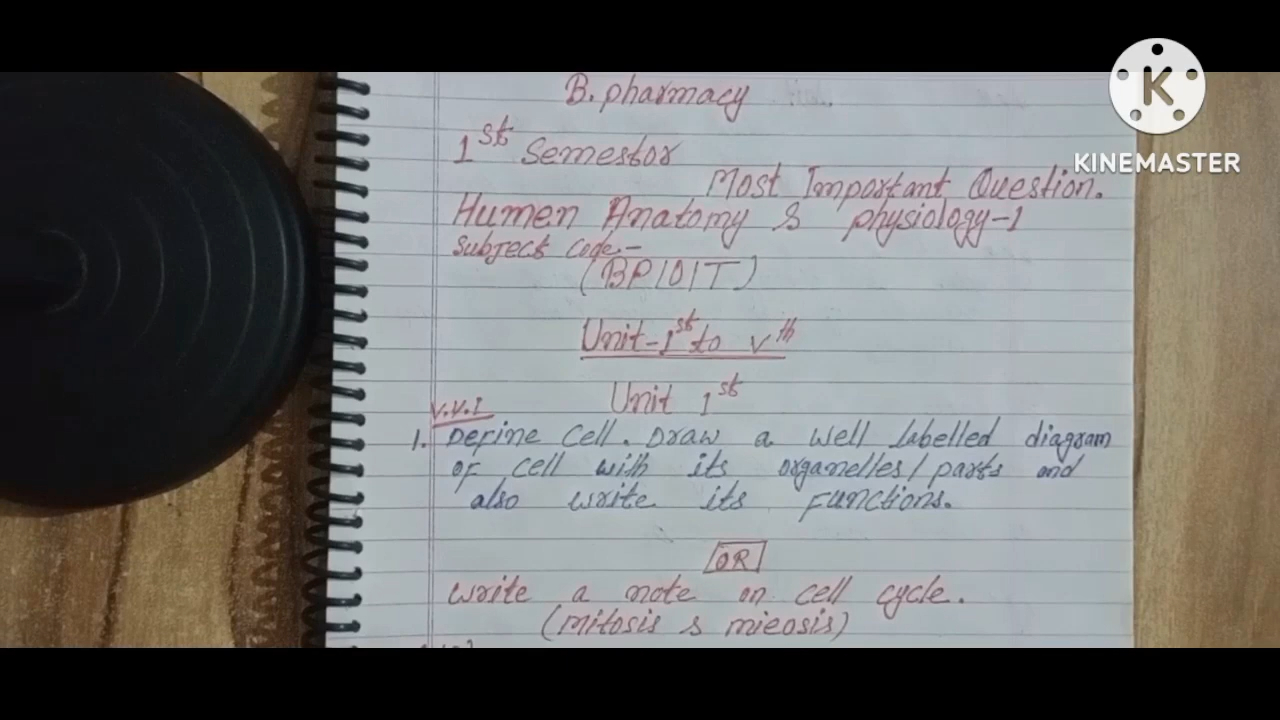 B. pharmacy
1st Semestor
Most Important Question.
Humen Anatomy & physiology-1
Subject code-
(BP101T)
Unit-1st to Vth
Unit 1st
V.V.I
1. Define Cell. Draw a well labelled diagram
of cell with its organelles/parts and
also write its functions.
OR
write a note on cell cycle.
(mitosis & mieosis)
K
KINEMASTER